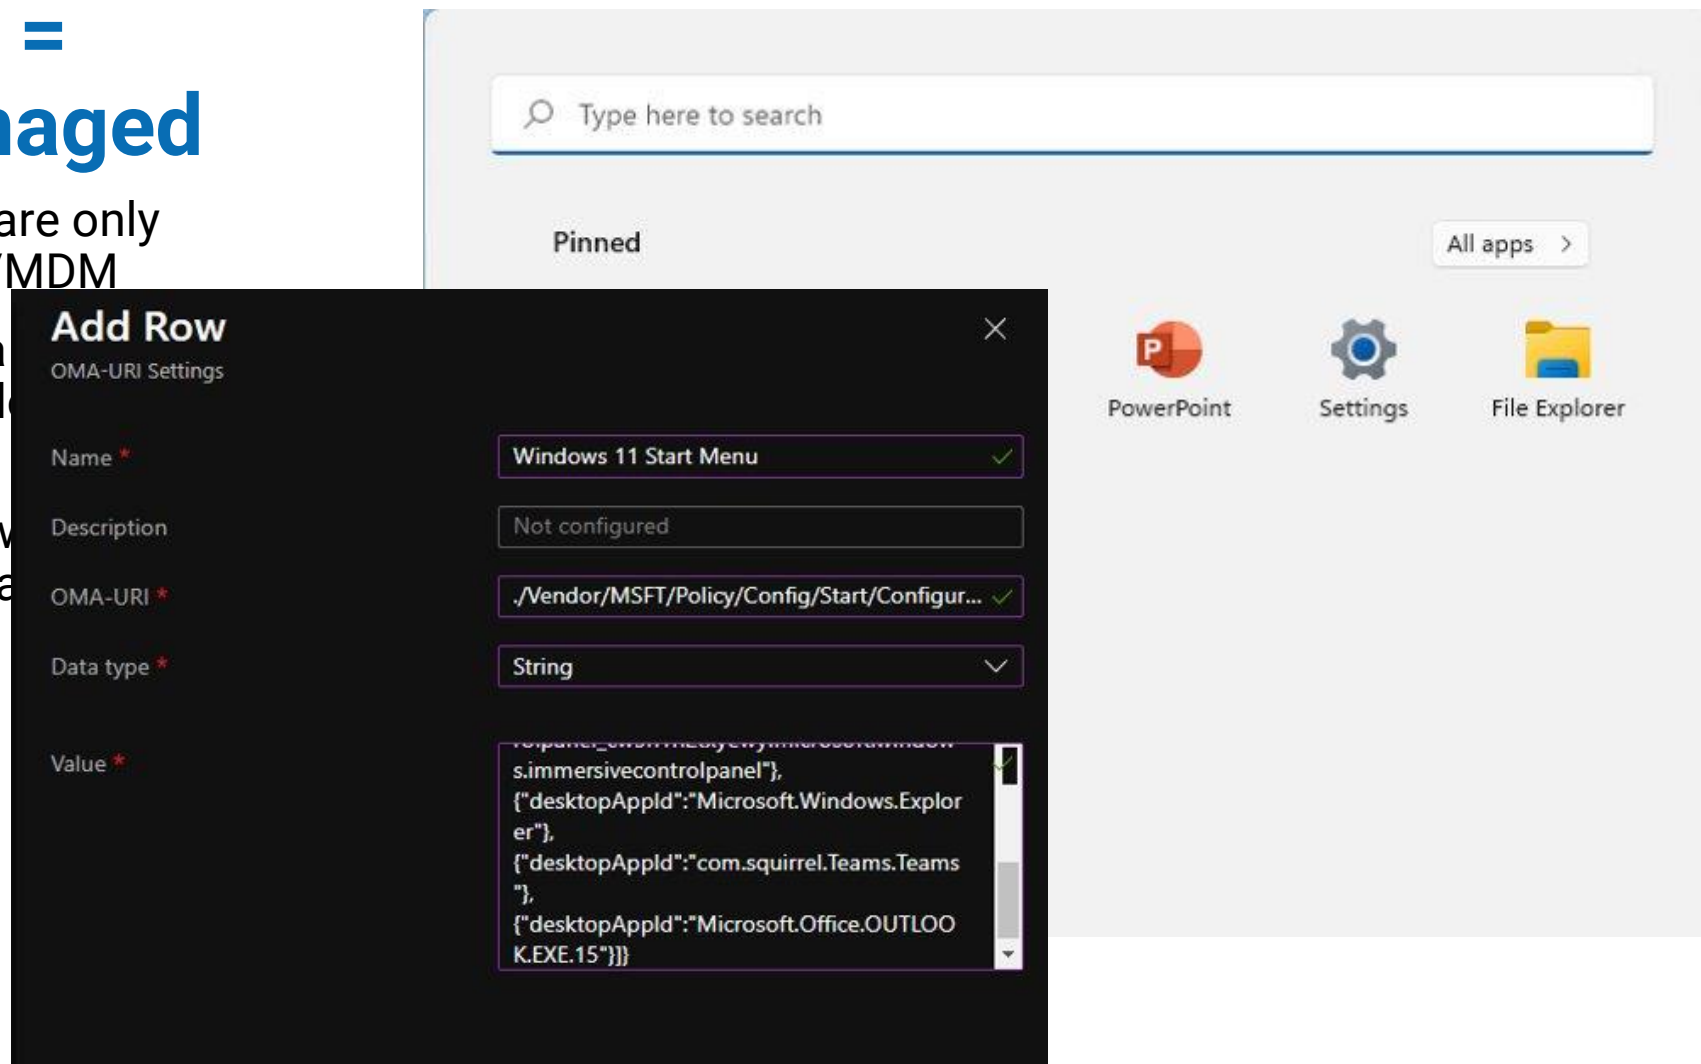 =
naged
are only
/MDM
Type here to search
Pinned
All apps
PowerPoint
Settings
File Explorer
Add Row
OMA-URI Settings
Name *
Windows 11 Start Menu
Description
Not configured
OMA-URI *
./Vendor/MSFT/Policy/Config/Start/Configur...
Data type *
String
Value *
s.immersivecontrolpanel"},
{"desktopAppId":"Microsoft.Windows.Explor
er"},
{"desktopAppId":"com.squirrel.Teams.Teams
"},
{"desktopAppId":"Microsoft.Office.OUTLOO
K.EXE.15"}]}